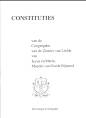 CONSTITUTIES
van de
Congregatie
van de Zusters van Liefde
van
Jezus en Maria,
Moeder van Goede Bijstand